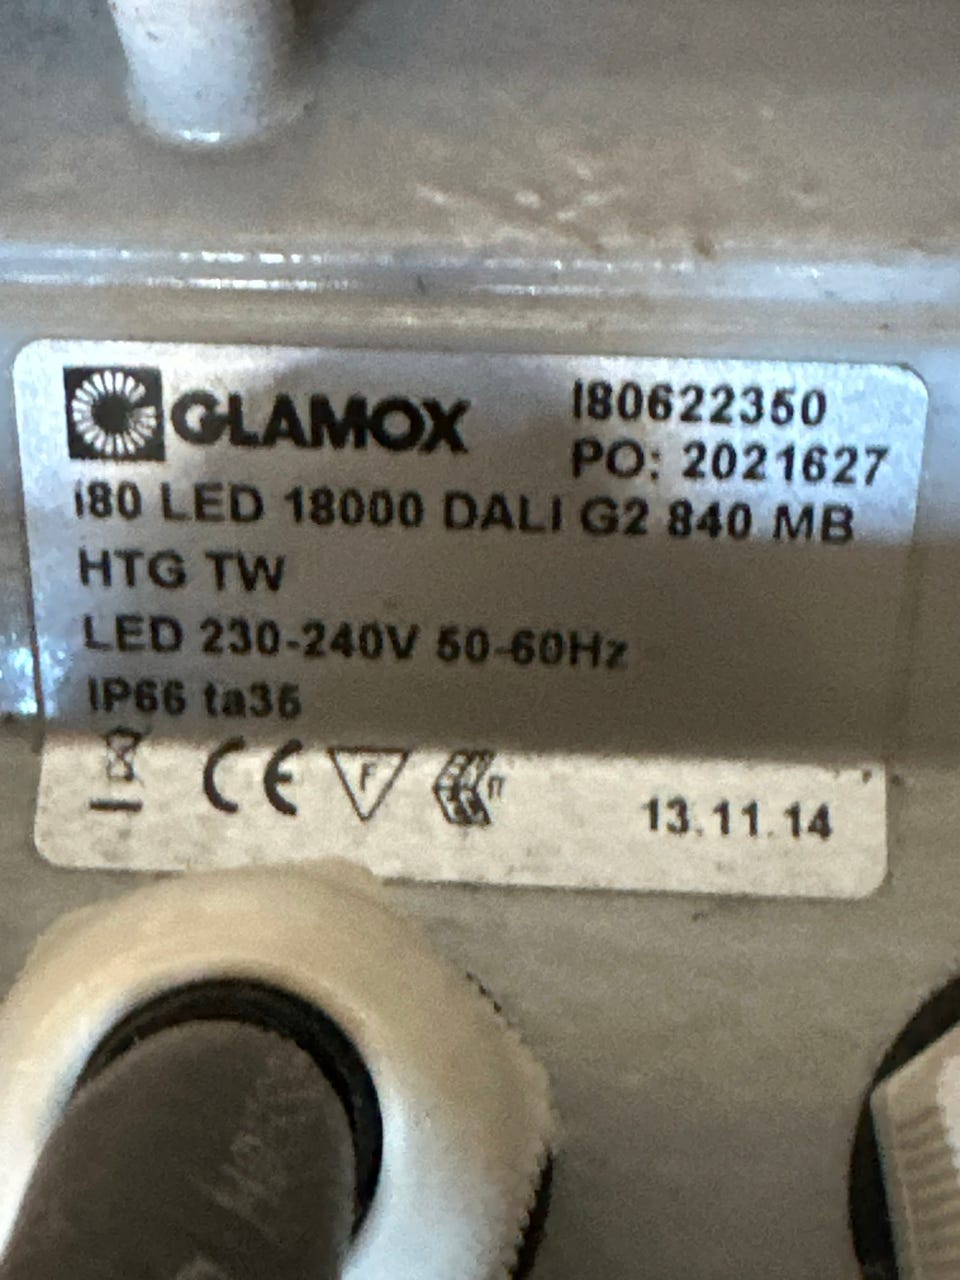 GLAMOX
I80622350
PO: 2021627
i80 LED 18000 DALI G2 840 MB
HTG TW
LED 230-240V 50-60Hz
IP66 ta35
CE F
13.11.14